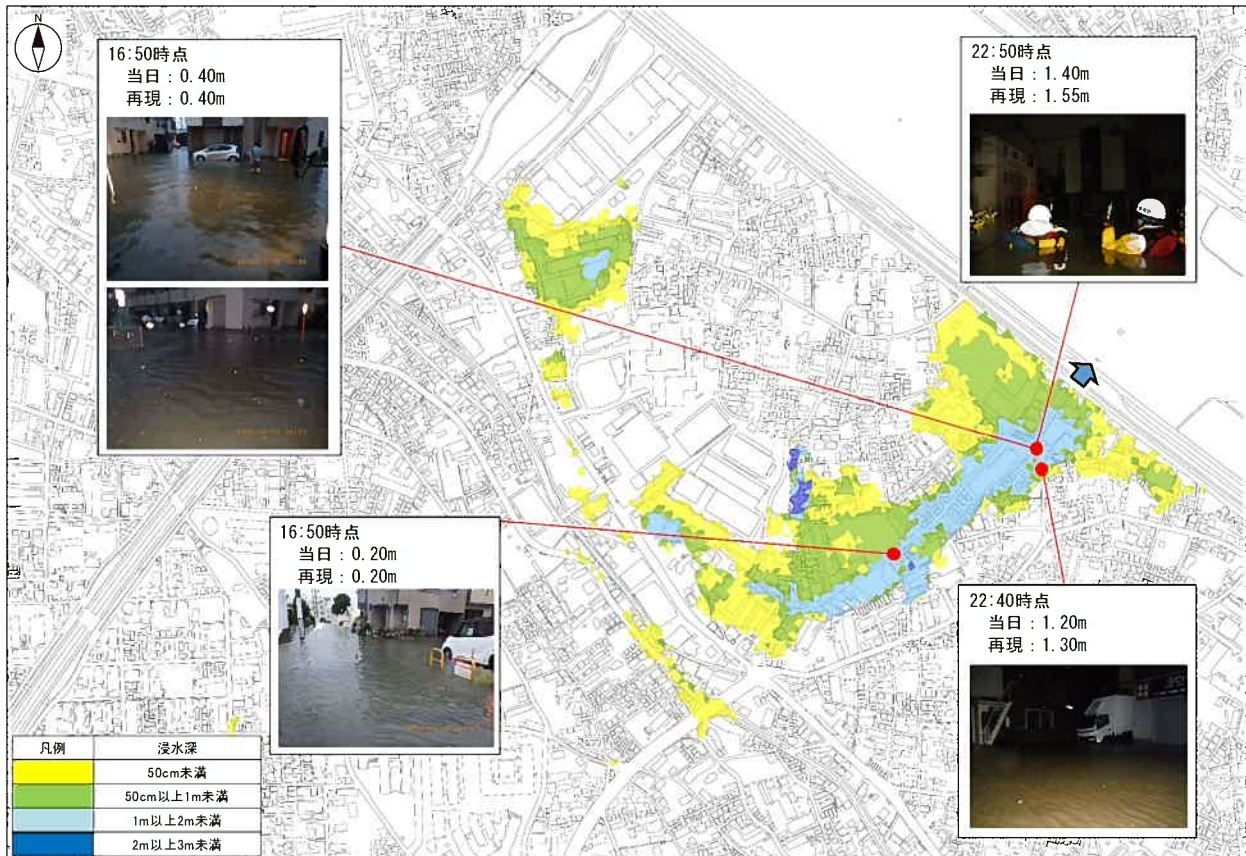 N
16:50時点
当日：0.40m
再現：0.40m
22:50時点
当日：1.40m
再現：1.55m
16:50時点
当日：0.20m
再現：0.20m
22:40時点
当日：1.20m
再現：1.30m
凡例 浸水深
50cm未満
50cm以上1m未満
1m以上2m未満
2m以上3m未満